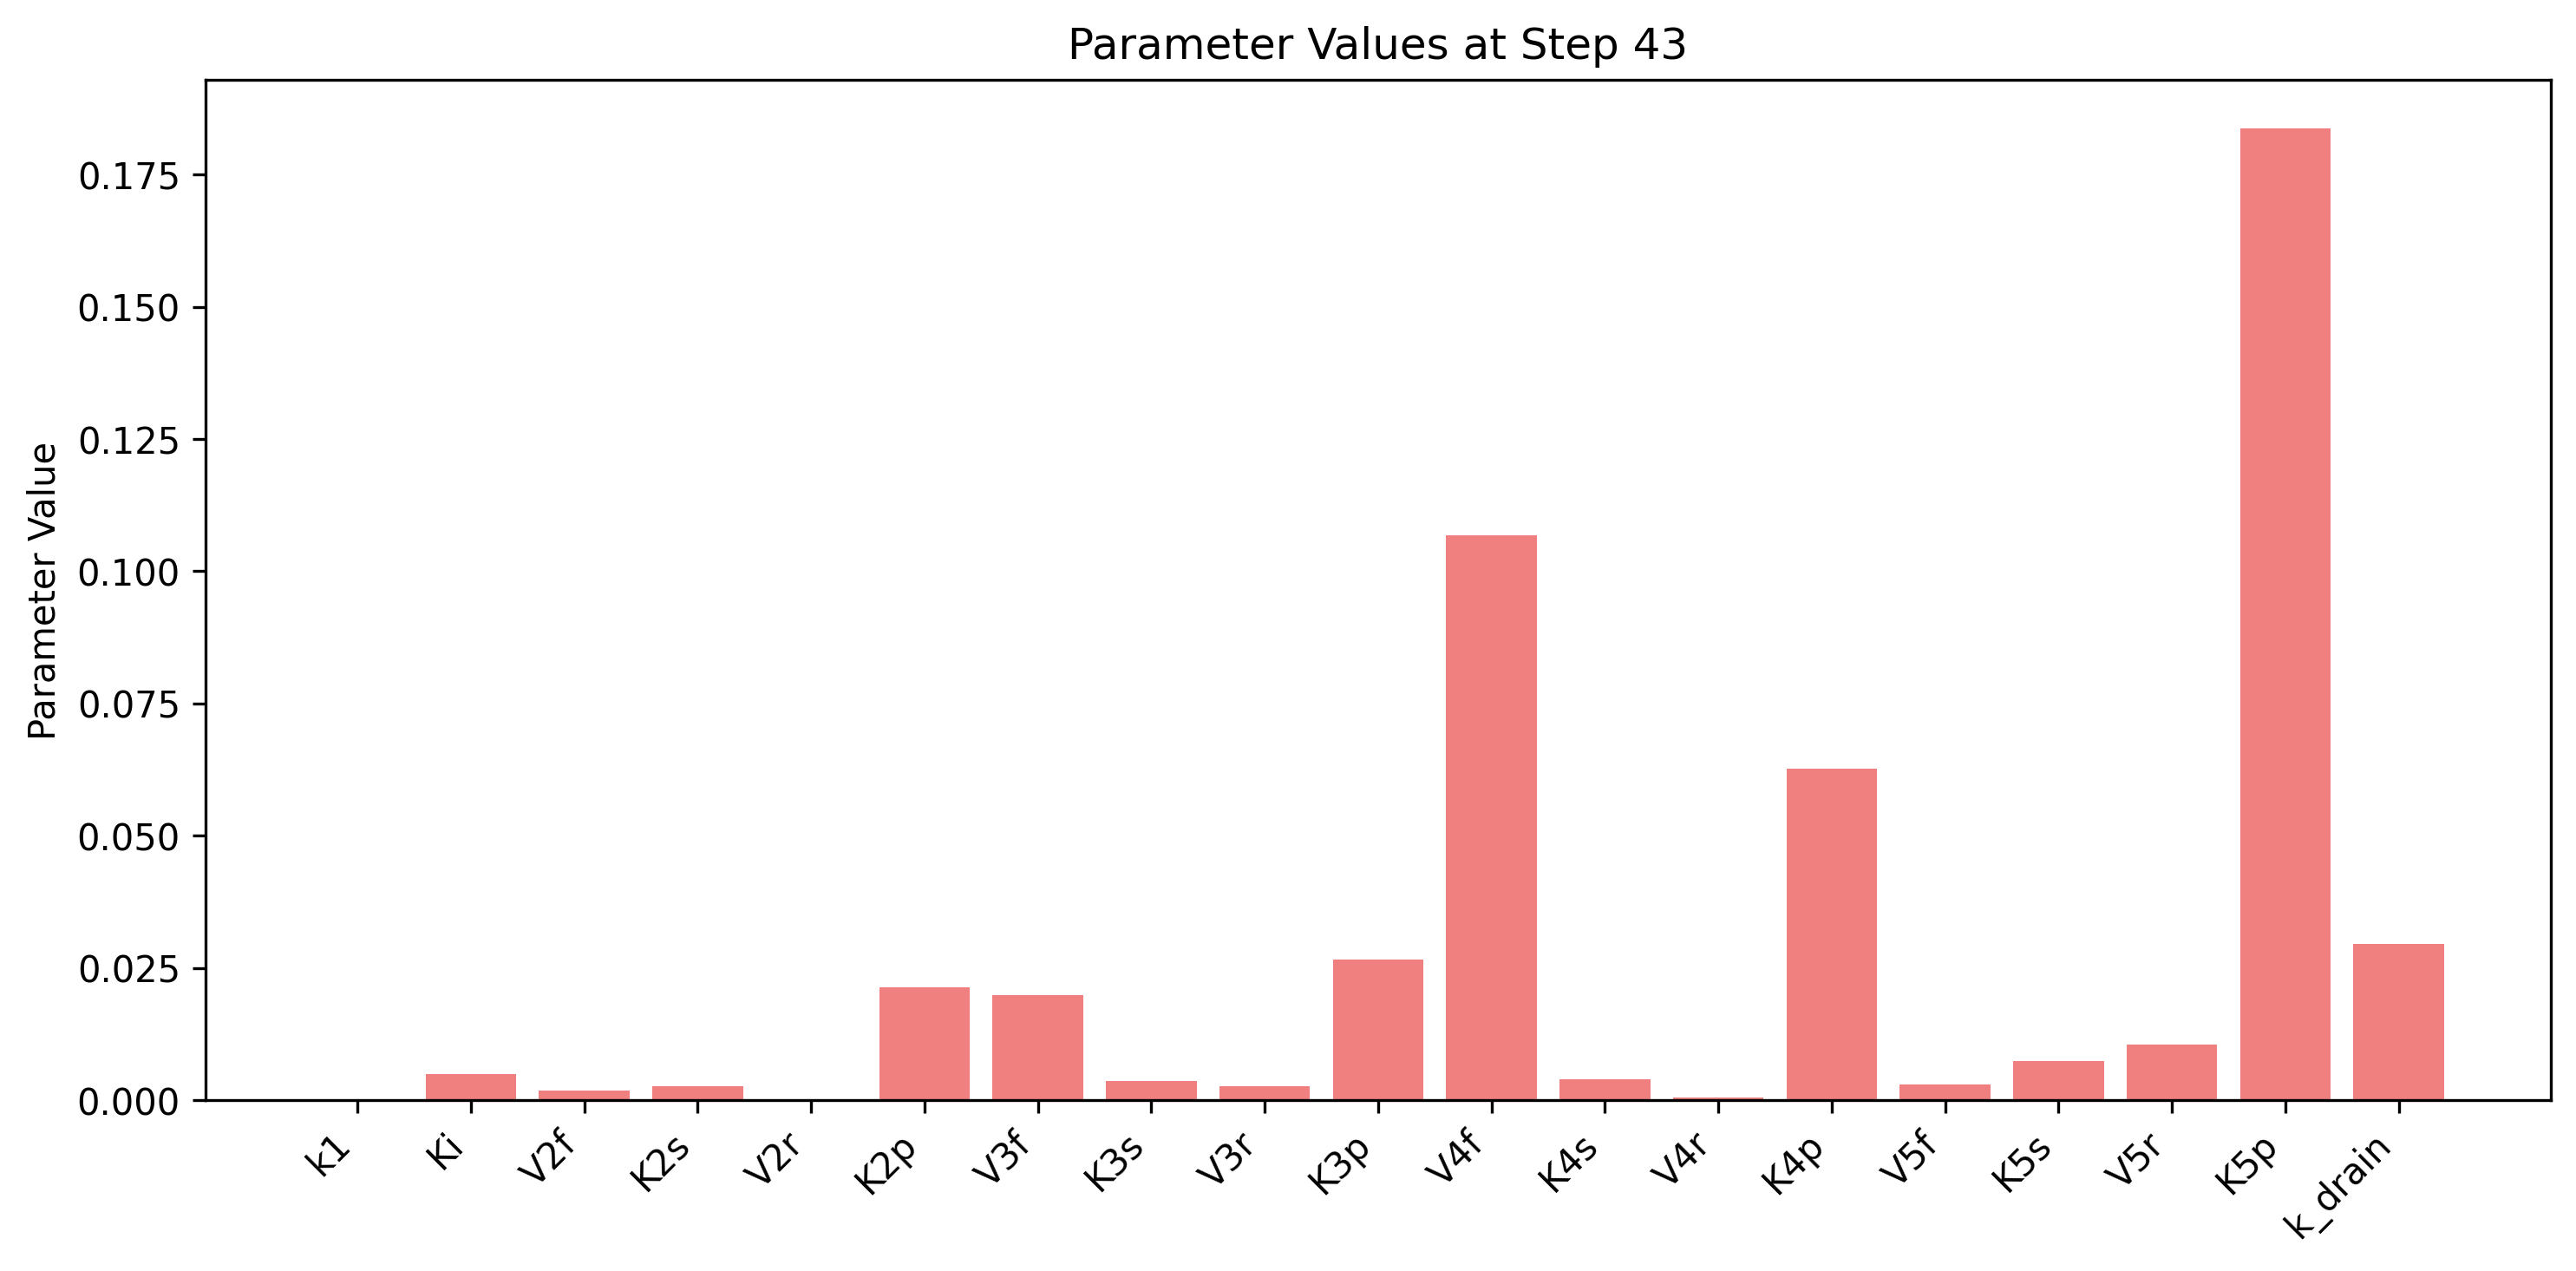 Parameter Values at Step 43
Parameter Value
0.175
0.150
0.125
0.100
0.075
0.050
0.025
0.000
k1
Ki
V2f
K2s
V2r
K2p
V3f
K3s
V3r
K3p
V4f
K4s
V4r
K4p
V5f
K5s
V5r
K5p
k_drain